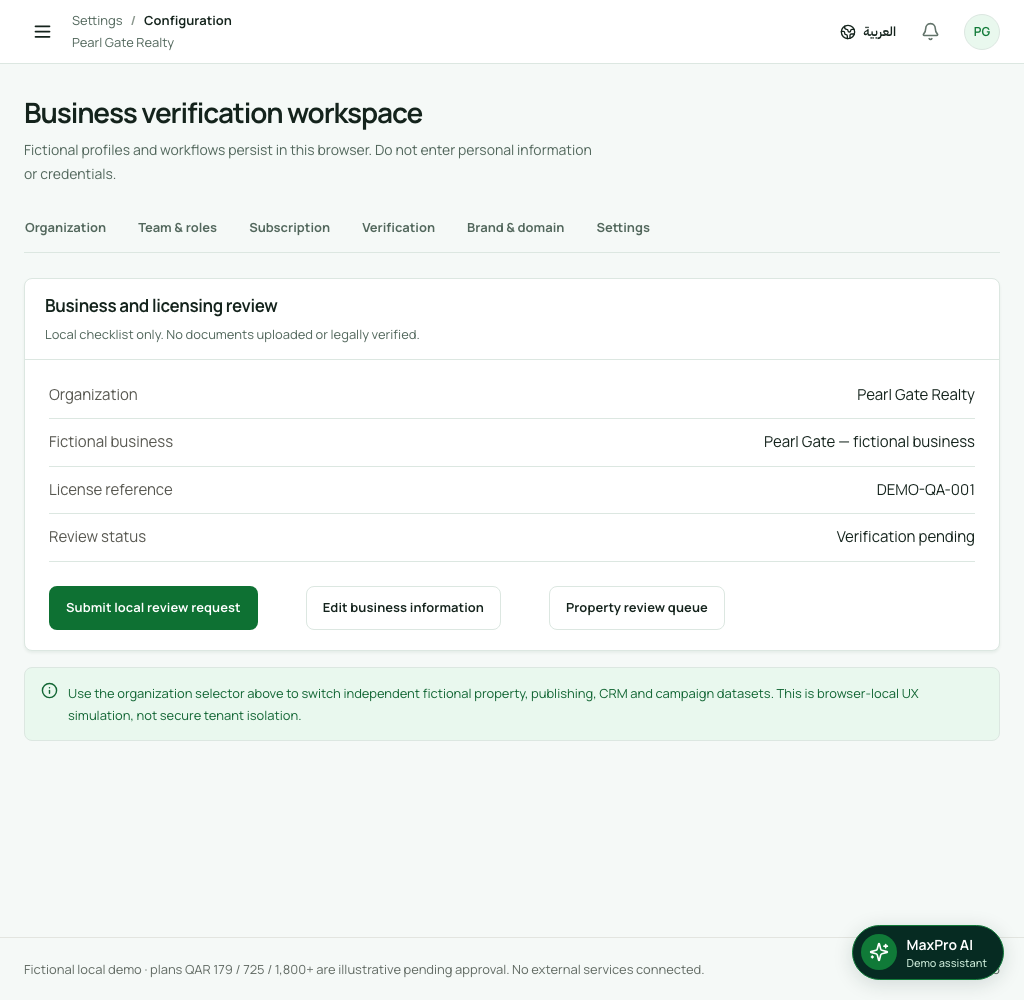 Settings / Configuration
Pearl Gate Realty
العربية
PG
Business verification workspace
Fictional profiles and workflows persist in this browser. Do not enter personal information
or credentials.
Organization Team & roles Subscription Verification Brand & domain Settings
Business and licensing review
Local checklist only. No documents uploaded or legally verified.
Organization Pearl Gate Realty
Fictional business Pearl Gate — fictional business
License reference DEMO-QA-001
Review status Verification pending
Submit local review request Edit business information Property review queue
Use the organization selector above to switch independent fictional property, publishing, CRM and campaign datasets. This is browser-local UX
simulation, not secure tenant isolation.
Fictional local demo · plans QAR 179 / 725 / 1,800+ are illustrative pending approval. No external services connected.
MaxPro AI
Demo assistant